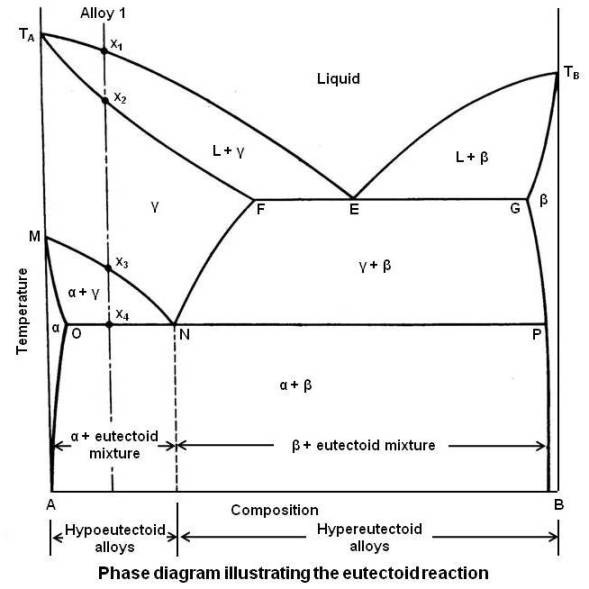 Alloy 1
TA
X1
TB
Liquid
X2
L + γ
L + β
γ
F
E
G
β
M
X3
γ + β
α + γ
α
O
X4
N
P
Temperature
α + β
α + eutectoid
mixture
β + eutectoid mixture
A
Composition
B
Hypoeutectoid
alloys
Hypereutectoid
alloys
Phase diagram illustrating the eutectoid reaction